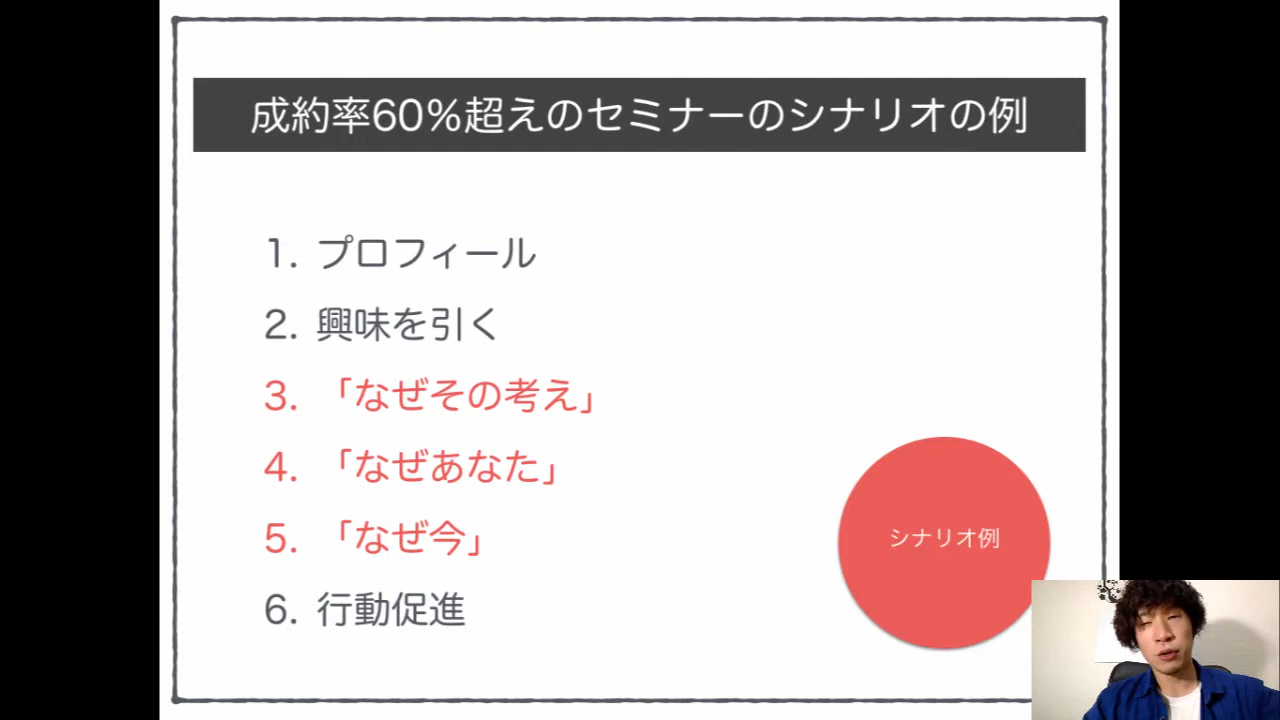 成約率60%超えのセミナーのシナリオの例
1. プロフィール
2. 興味を引く
3. 「なぜその考え」
4. 「なぜあなた」
5. 「なぜ今」
6. 行動促進
シナリオ例